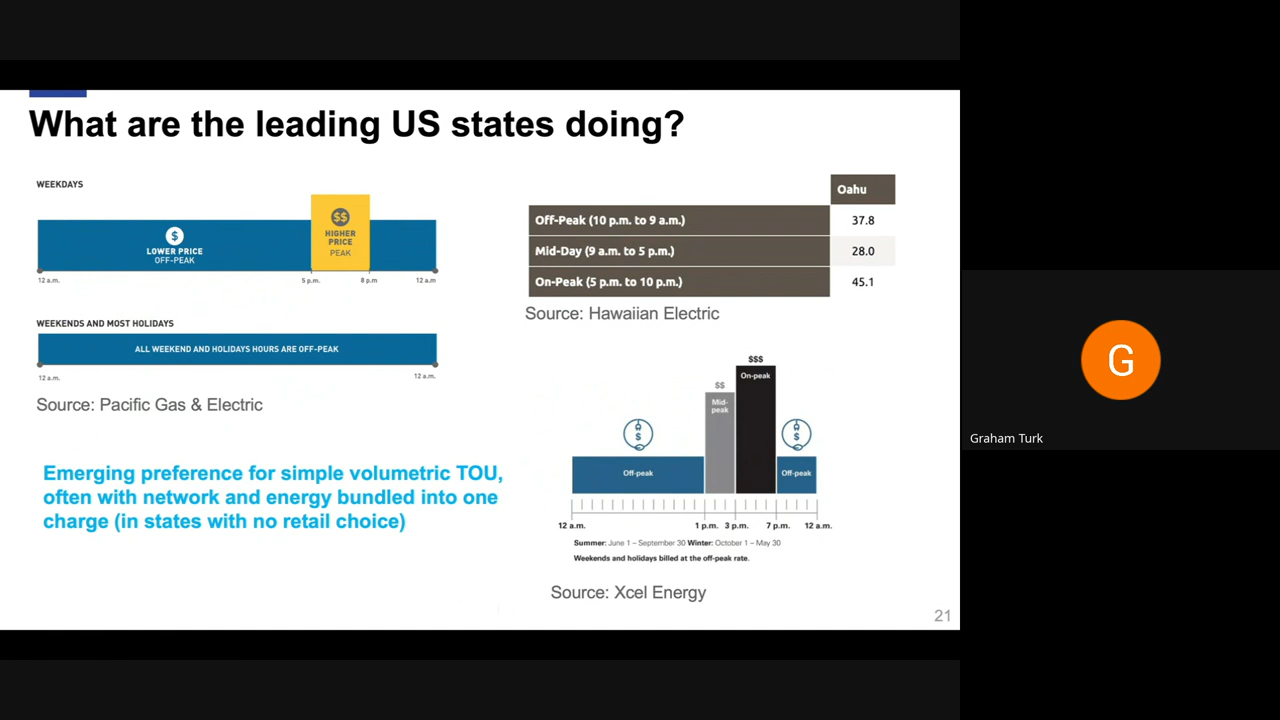 What are the leading US states doing?
WEEKDAYS
$
LOWER PRICE
OFF-PEAK
$$
HIGHER
PRICE
PEAK
12 a.m.
5 p.m.
8 p.m
12 a.m
WEEKENDS AND MOST HOLIDAYS
ALL WEEKEND AND HOLIDAYS HOURS ARE OFF-PEAK
12 a.m.
12 a.m.
Source: Pacific Gas & Electric
Emerging preference for simple volumetric TOU,
often with network and energy bundled into one
charge (in states with no retail choice)
Oahu
Off-Peak (10 p.m. to 9 a.m.) 37.8
Mid-Day (9 a.m. to 5 p.m.) 28.0
On-Peak (5 p.m. to 10 p.m.) 45.1
Source: Hawaiian Electric
$$$
On-peak
$$
Mid-
peak
$
$
Off-peak
Off-peak
12 a.m. 1 p.m. 3 p.m. 7 p.m. 12 a.m.
Summer: June 1 – September 30 Winter: October 1 – May 30
Weekends and holidays billed at the off-peak rate.
Source: Xcel Energy
21
G
Graham Turk